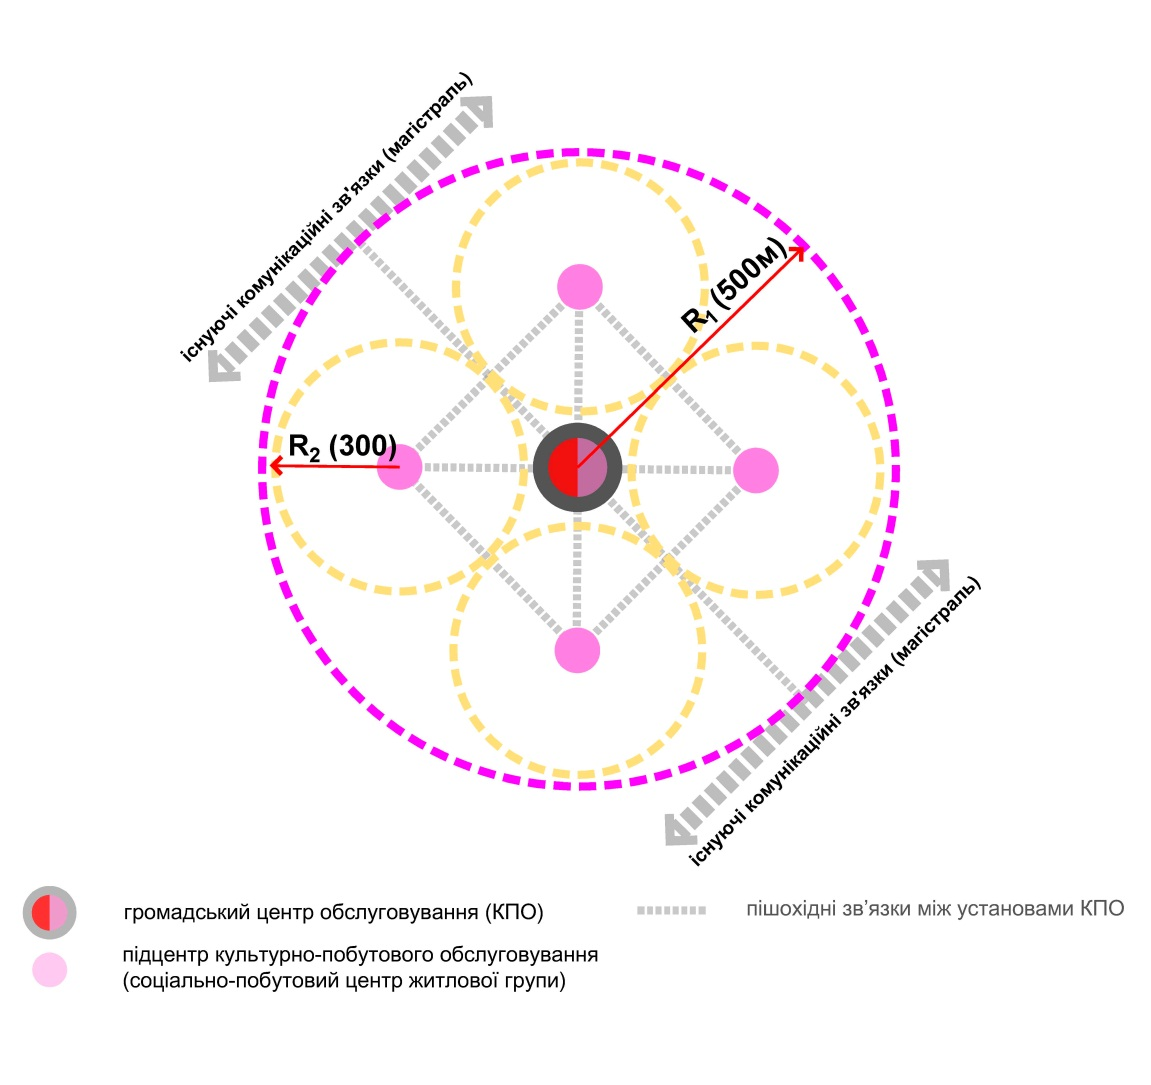 існуючі комунікаційні зв'язки (магістраль)
R1 (500м)
R2 (300)
існуючі комунікаційні зв'язки (магістраль)
громадський центр обслуговування (КПО)
підцентр культурно-побутового обслуговування
(соціально-побутовий центр житлової групи)
пішохідні зв’язки між установами КПО